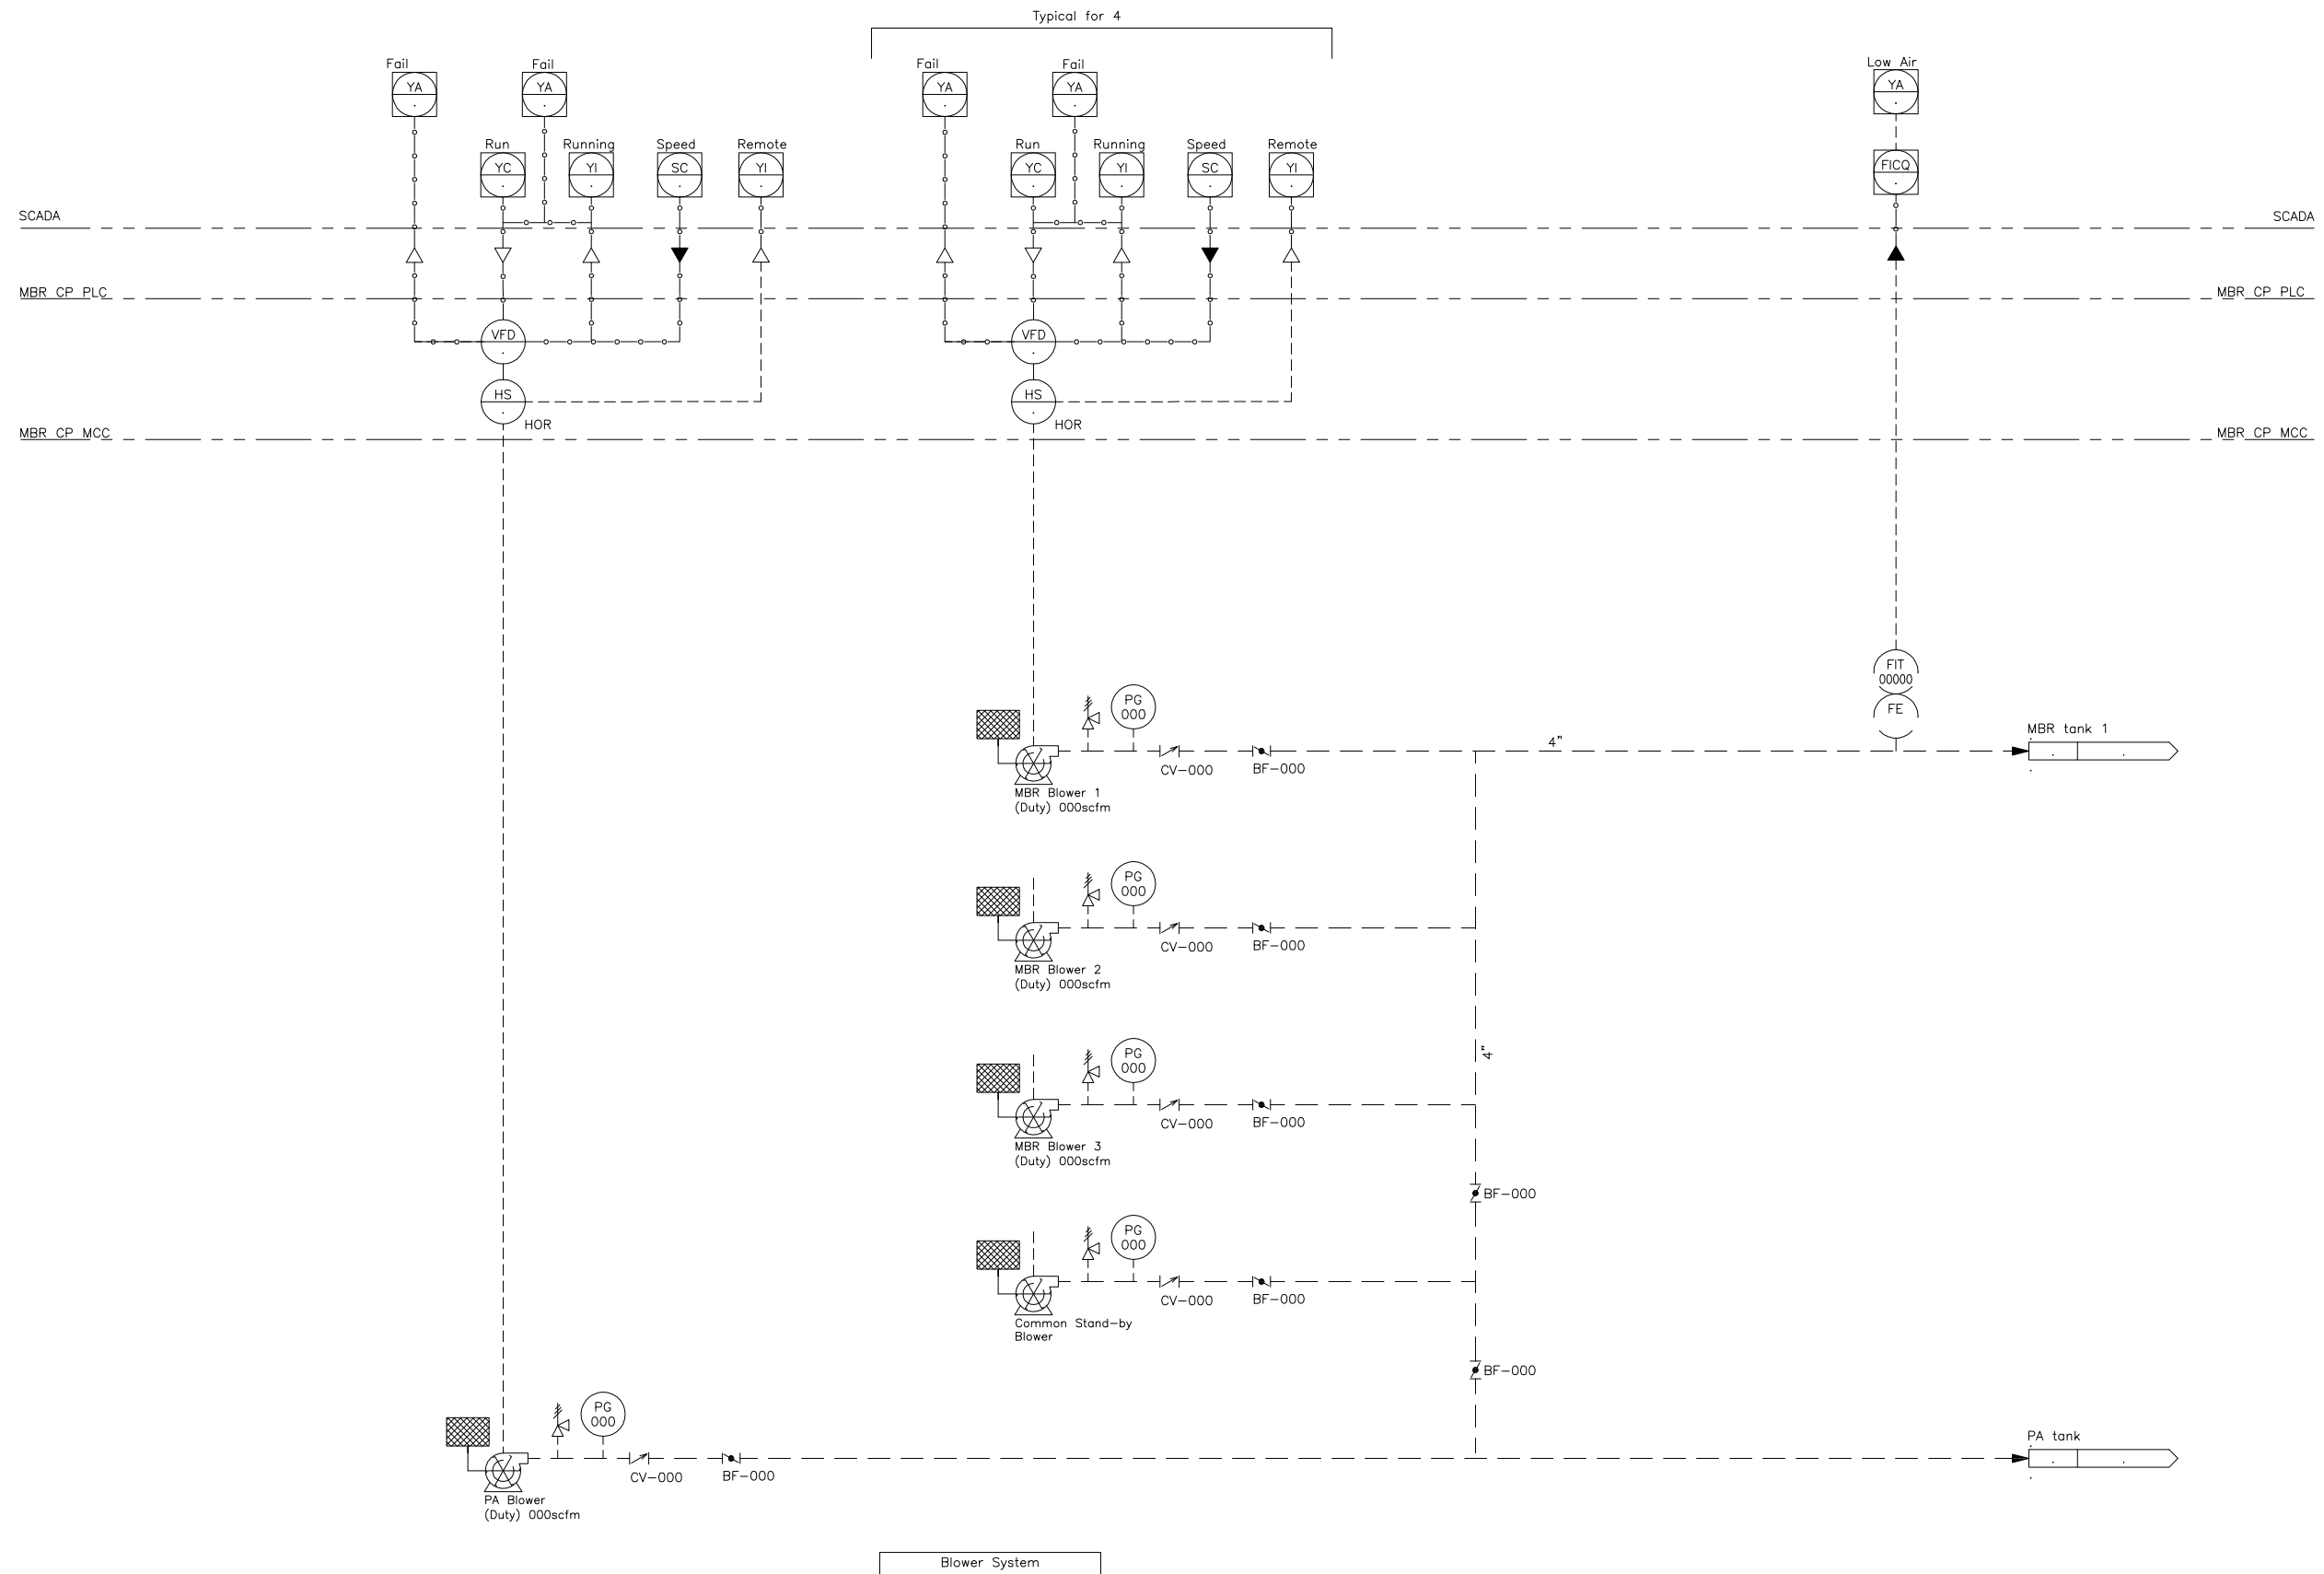 Typical for 4
Fail
Fail
Fail
Fail
Low Air
YA
YA
YA
YA
YA
Run
Running
Speed
Remote
Run
Running
Speed
Remote
YC
YI
SC
YI
YC
YI
SC
YI
FICQ
SCADA
SCADA
MBR CP PLC
MBR CP PLC
VFD
VFD
HS
HS
HOR
HOR
MBR CP MCC
MBR CP MCC
FIT
00000
FE
PG
000
MBR tank 1
4"
CV-000
BF-000
MBR Blower 1
(Duty) 000scfm
PG
000
CV-000
BF-000
MBR Blower 2
(Duty) 000scfm
4"
PG
000
CV-000
BF-000
MBR Blower 3
(Duty) 000scfm
BF-000
PG
000
CV-000
BF-000
Common Stand-by
Blower
BF-000
PG
000
PA tank
CV-000
BF-000
PA Blower
(Duty) 000scfm
Blower System